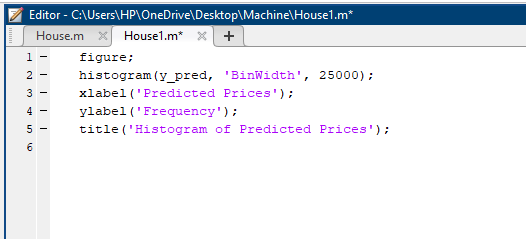 Editor - C:\Users\HP\OneDrive\Desktop\Machine\House1.m*
House.m House1.m*
1 figure;
2 histogram(y_pred, 'BinWidth', 25000);
3 xlabel('Predicted Prices');
4 ylabel('Frequency');
5 title('Histogram of Predicted Prices');
6